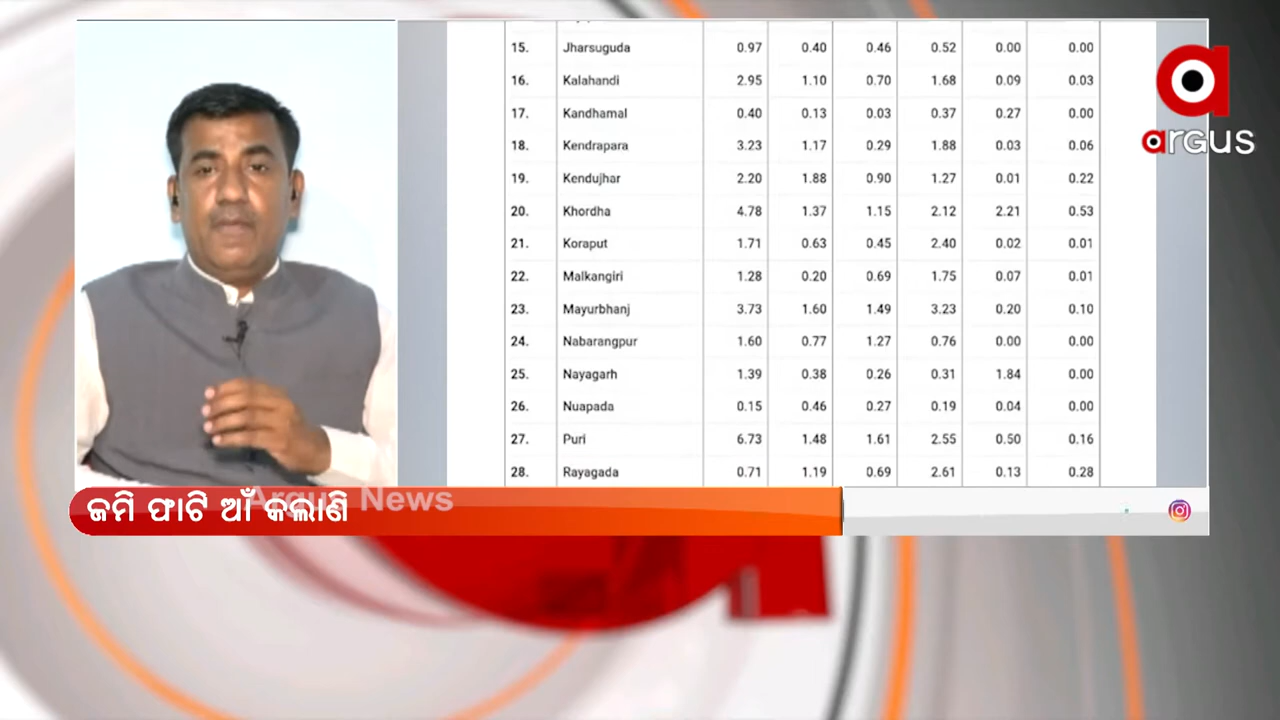 15. Jharsuguda 0.97 0.40 0.46 0.52 0.00 0.00
16. Kalahandi 2.95 1.10 0.70 1.68 0.09 0.03
17. Kandhamal 0.40 0.13 0.03 0.37 0.27 0.00
18. Kendrapara 3.23 1.17 0.29 1.88 0.03 0.06
19. Kendujhar 2.20 1.88 0.90 1.27 0.01 0.22
20. Khordha 4.78 1.37 1.15 2.12 2.21 0.53
21. Koraput 1.71 0.63 0.45 2.40 0.02 0.01
22. Malkangiri 1.28 0.20 0.69 1.75 0.07 0.01
23. Mayurbhanj 3.73 1.60 1.49 3.23 0.20 0.10
24. Nabarangpur 1.60 0.77 1.27 0.76 0.00 0.00
25. Nayagarh 1.39 0.38 0.26 0.31 1.84 0.00
26. Nuapada 0.15 0.46 0.27 0.19 0.04 0.00
27. Puri 6.73 1.48 1.61 2.55 0.50 0.16
28. Rayagada 0.71 1.19 0.69 2.61 0.13 0.28
argus
Argus News
ଜମି ଫାଟି ଆଁ କଲାଣି